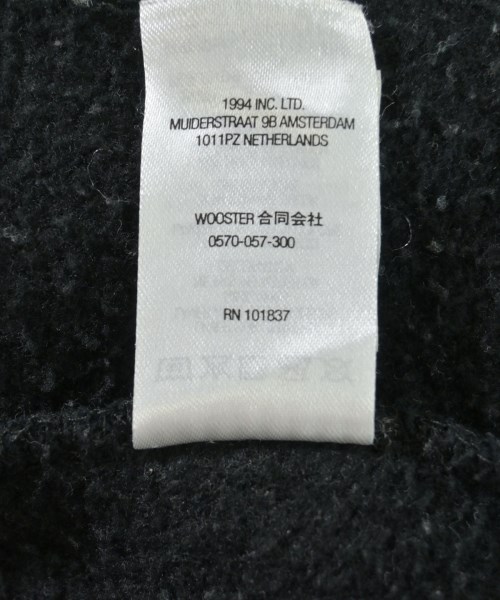 1994 INC. LTD.
MUIDERSTRAAT 9B AMSTERDAM
1011PZ NETHERLANDS
WOOSTER 合同会社
0570-057-300
RN 101837